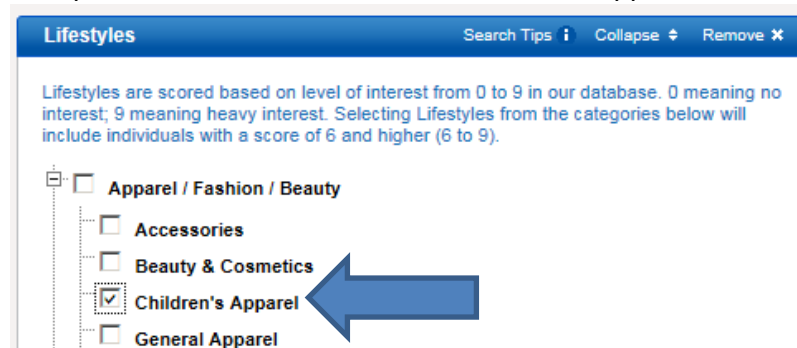 Lifestyles Search Tips i Collapse Remove ✖
Lifestyles are scored based on level of interest from 0 to 9 in our database. 0 meaning no
interest; 9 meaning heavy interest. Selecting Lifestyles from the categories below will
include individuals with a score of 6 and higher (6 to 9).
Apparel / Fashion / Beauty
Accessories
Beauty & Cosmetics
Children's Apparel
General Apparel